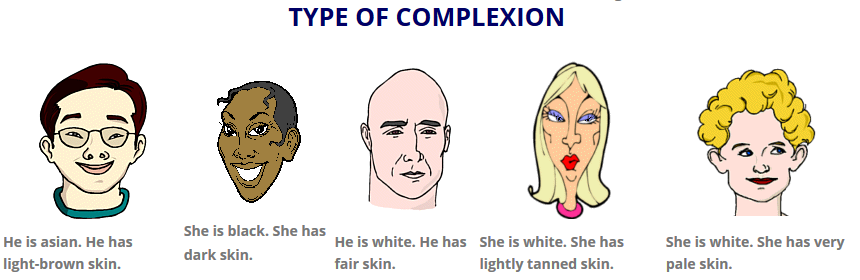 TYPE OF COMPLEXION
He is asian. He has
light-brown skin.
She is black. She has
dark skin.
He is white. He has
fair skin.
She is white. She has
lightly tanned skin.
She is white. She has very
pale skin.